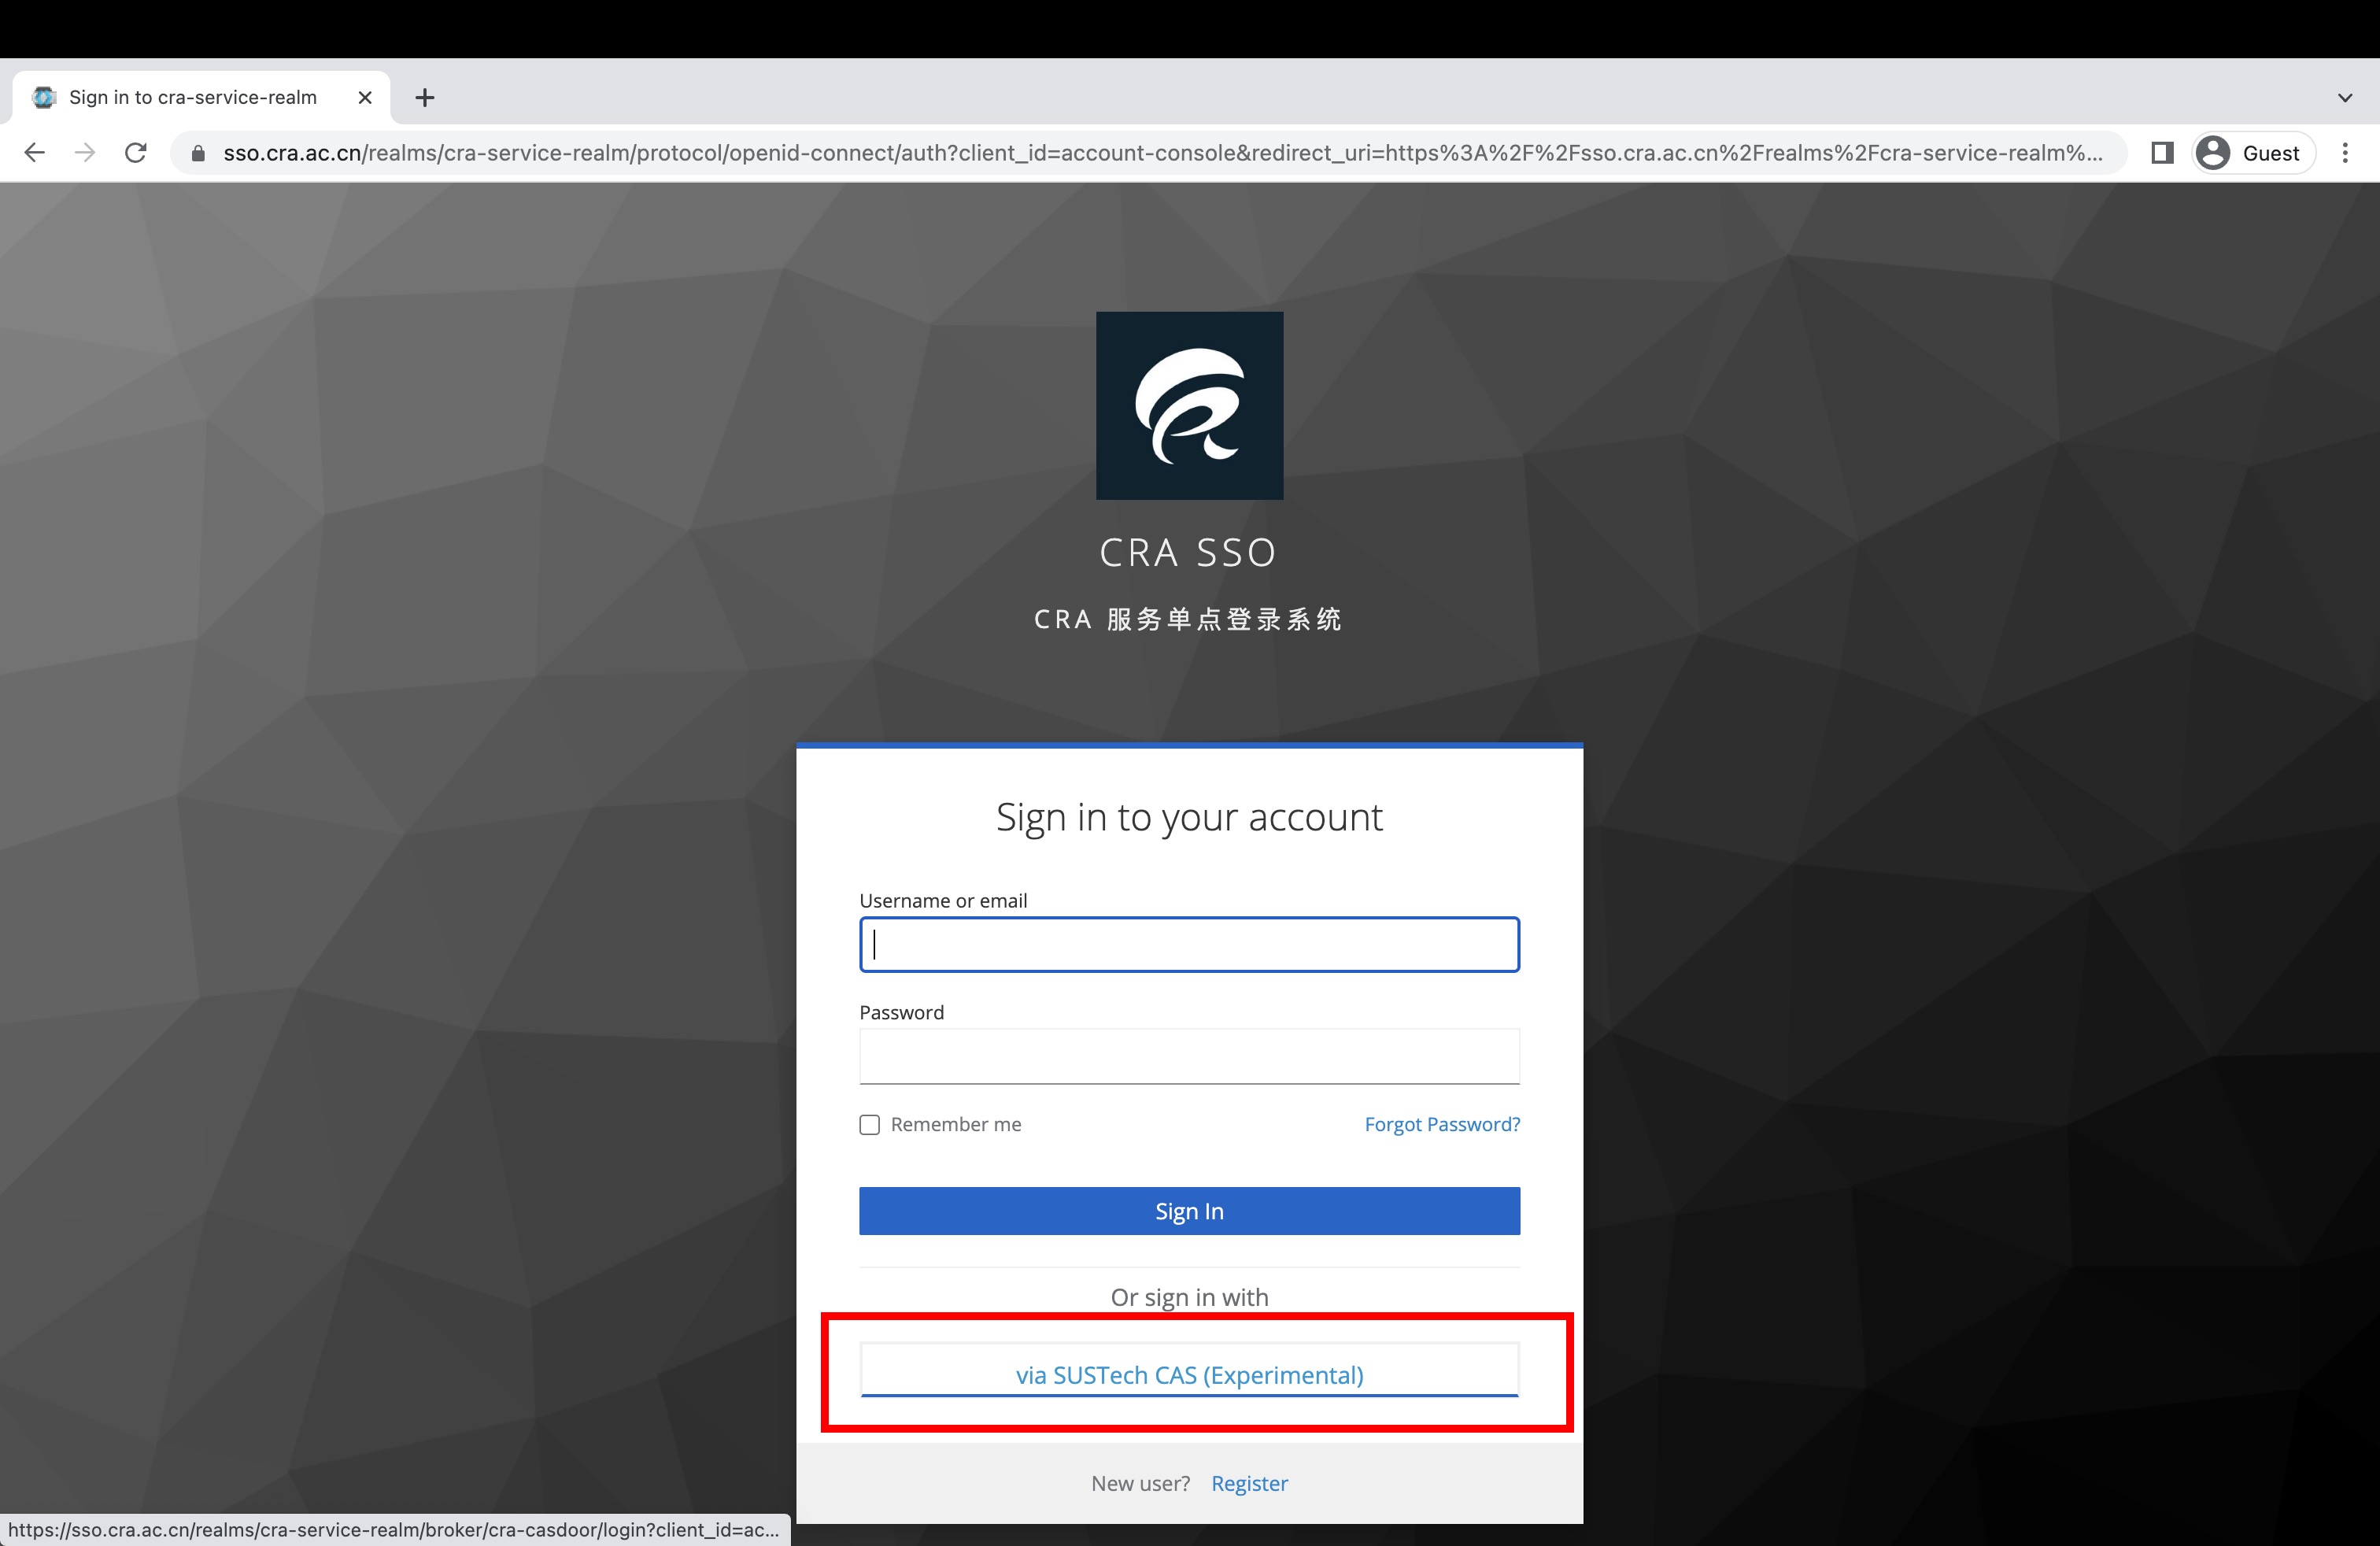 Sign in to cra-service-realm
sso.cra.ac.cn/realms/cra-service-realm/protocol/openid-connect/auth?client_id=account-console&redirect_uri=https%3A%2F%2Fsso.cra.ac.cn%2Frealms%2Fcra-service-realm%...
Guest
CRA SSO
CRA 服务单点登录系统
Sign in to your account
Username or email
Password
Remember me
Forgot Password?
Sign In
Or sign in with
via SUSTech CAS (Experimental)
New user? Register
https://sso.cra.ac.cn/realms/cra-service-realm/broker/cra-casdoor/login?client_id=ac...